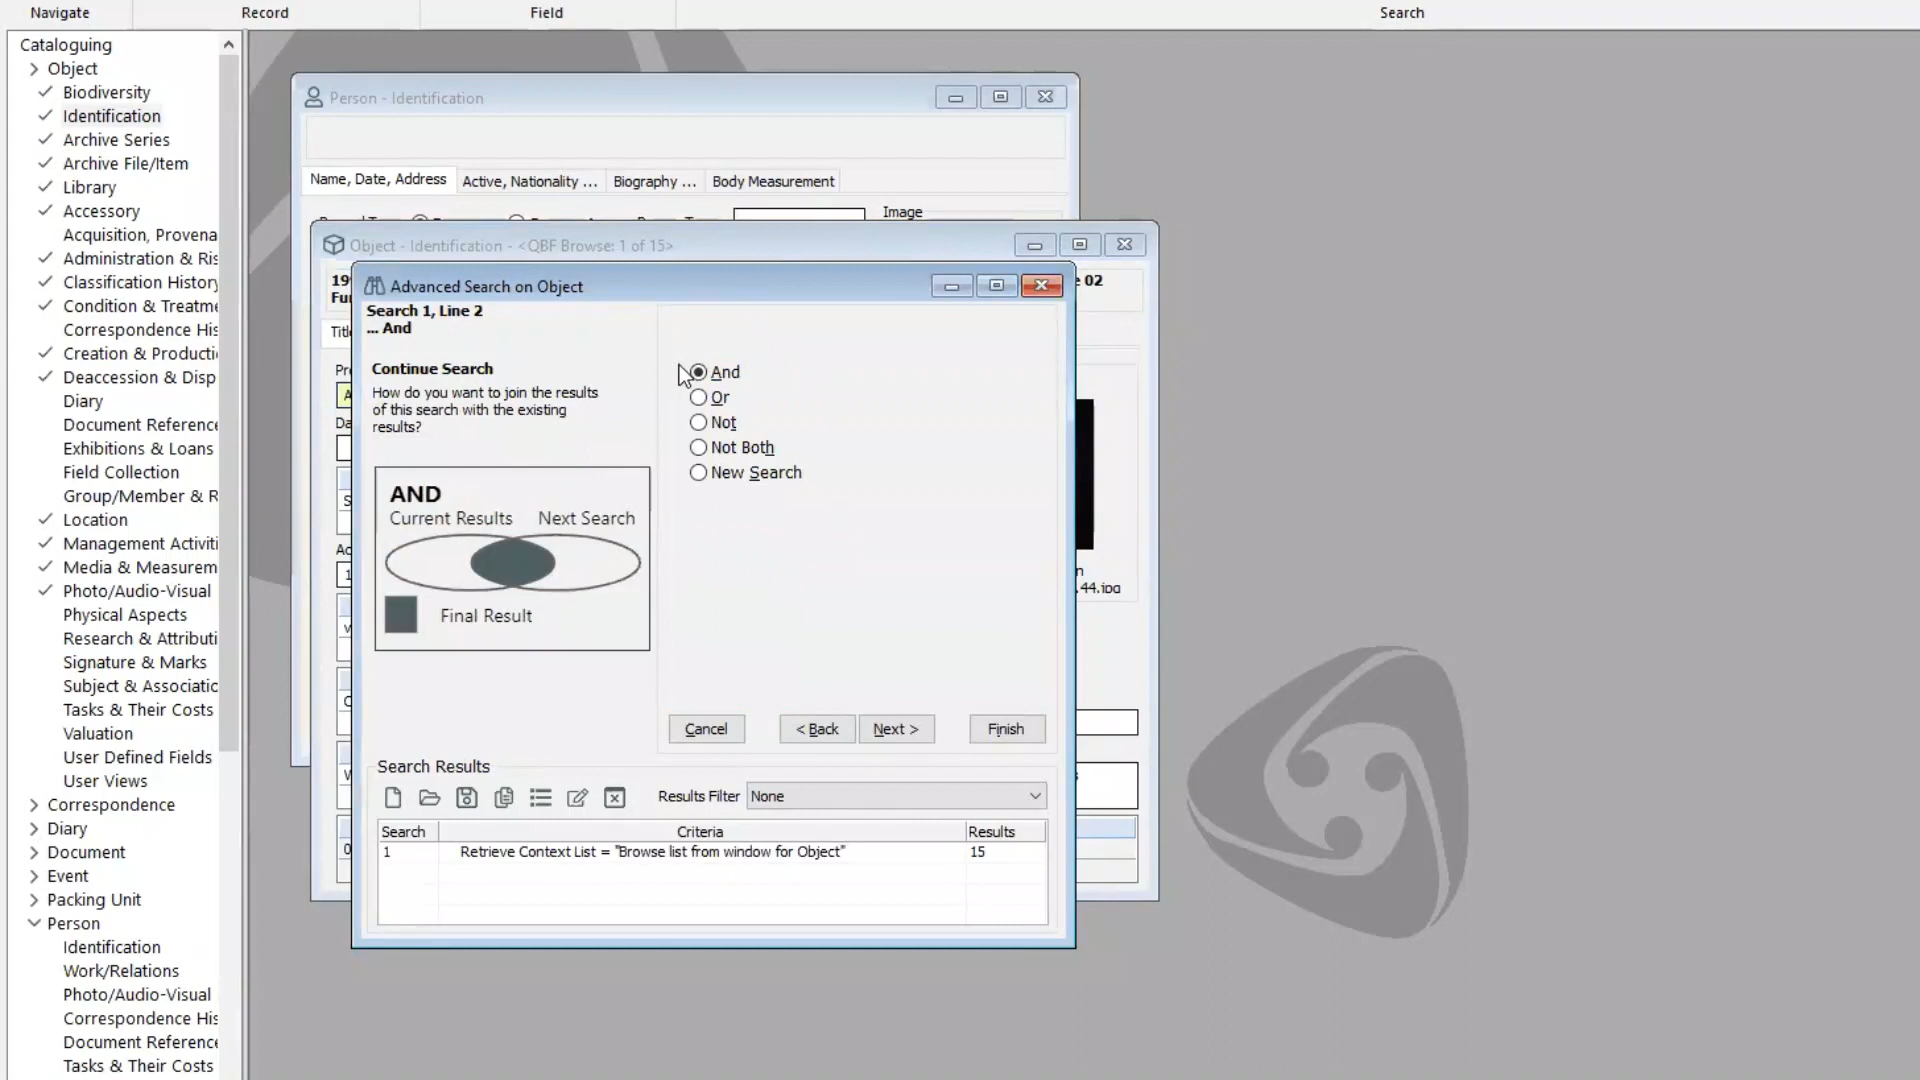 Navigate
Record
Field
Search
Cataloguing
Object
Biodiversity
Identification
Archive Series
Archive File/Item
Library
Accessory
Acquisition, Provena
Administration & Ris
Classification History
Condition & Treatme
Correspondence His
Creation & Producti
Deaccession & Disp
Diary
Document Reference
Exhibitions & Loans
Field Collection
Group/Member & R
Location
Management Activiti
Media & Measurem
Photo/Audio-Visual
Physical Aspects
Research & Attributi
Signature & Marks
Subject & Associatio
Tasks & Their Costs
Valuation
User Defined Fields
User Views
Correspondence
Diary
Document
Event
Packing Unit
Person
Identification
Work/Relations
Photo/Audio-Visual
Correspondence His
Document Reference
Tasks & Their Costs
Person - Identification
Name, Date, Address
Active, Nationality ...
Biography ...
Body Measurement
Image
Object - Identification - <QBF Browse: 1 of 15>
19
e 02
Fu
Title
Pr
A
Da
S
Ac
1
C
W
0
n
.44.jpg
Advanced Search on Object
Search 1, Line 2
... And
Continue Search
How do you want to join the results
of this search with the existing
results?
AND
Current Results Next Search
Final Result
And
Or
Not
Not Both
New Search
Cancel
< Back
Next >
Finish
Search Results
Results Filter
None
Search Criteria Results
1 Retrieve Context List = "Browse list from window for Object" 15